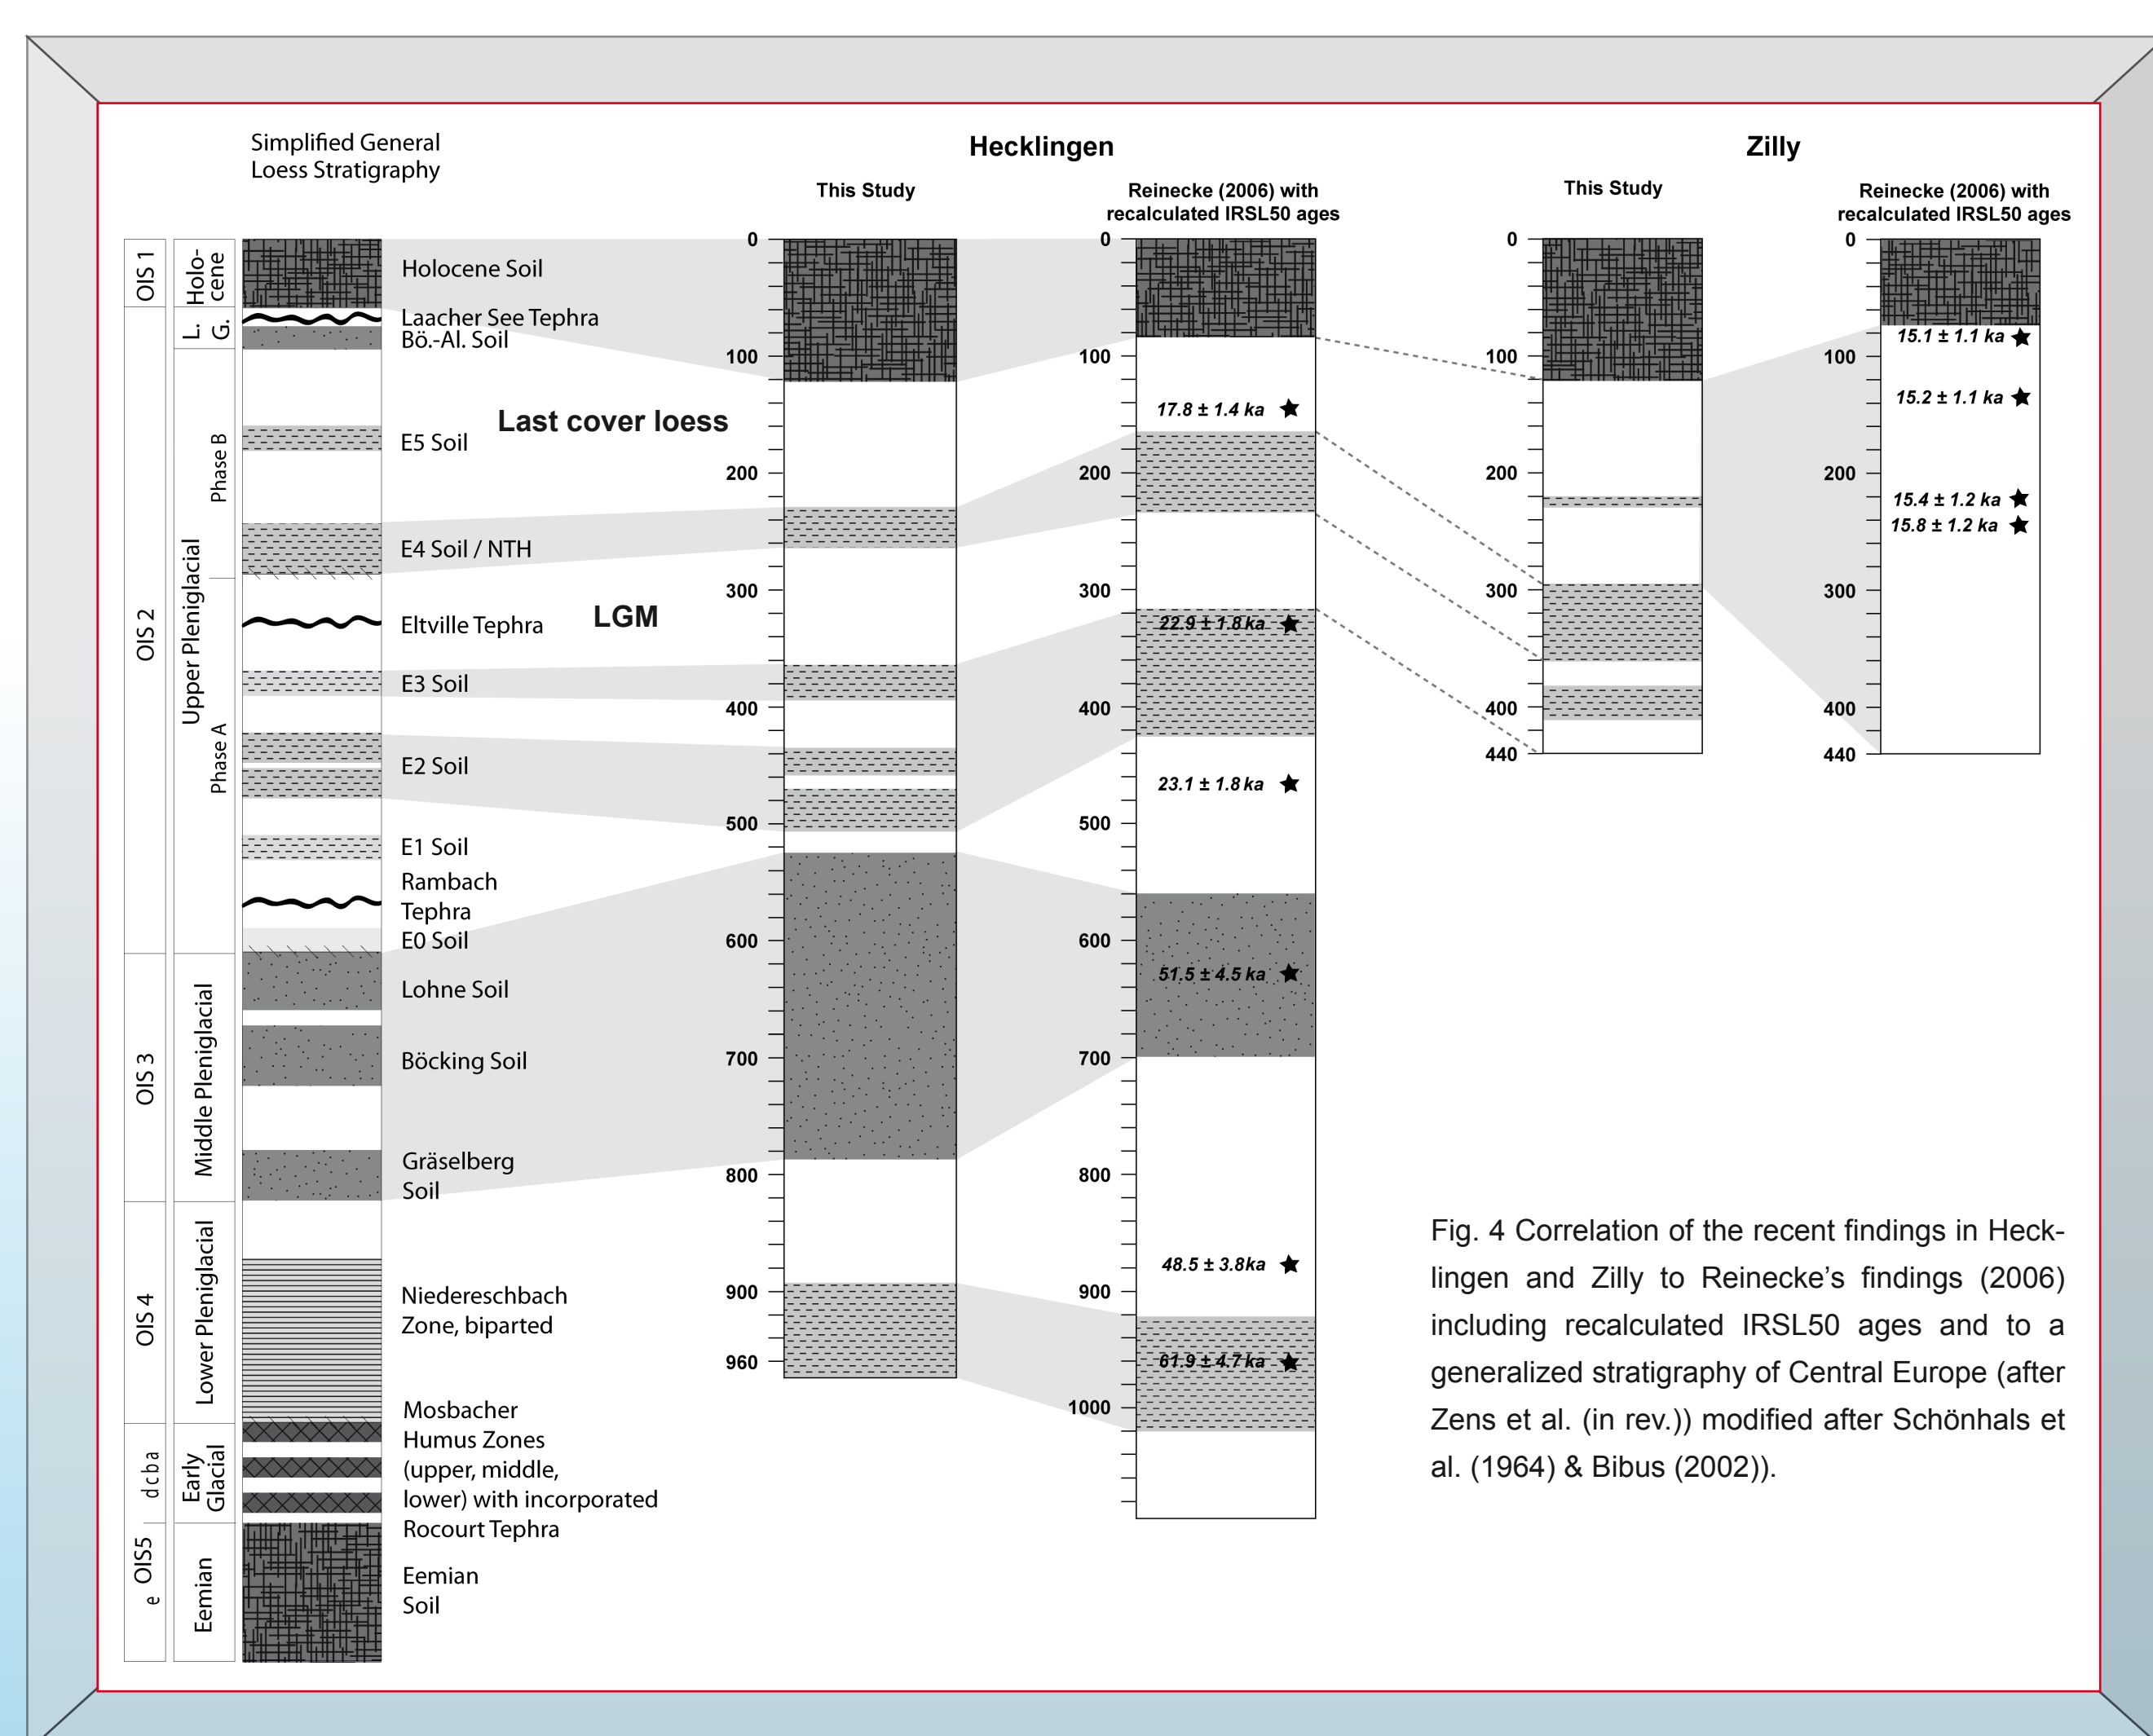 Simplified General
Loess Stratigraphy
Hecklingen
Zilly
This Study
Reinecke (2006) with
recalculated IRSL50 ages
This Study
Reinecke (2006) with
recalculated IRSL50 ages
OIS 1
OIS 2
OIS 3
OIS 4
d c b a
OIS5
e
Holo-
cene
L.
G.
Upper Pleniglacial
Phase B
Phase A
Middle Pleniglacial
Lower Pleniglacial
Early
Glacial
Eemian
Holocene Soil
Laacher See Tephra
Bö.-Al. Soil
Last cover loess
E5 Soil
E4 Soil / NTH
Eltville Tephra
LGM
E3 Soil
E2 Soil
E1 Soil
Rambach
Tephra
E0 Soil
Lohne Soil
Böcking Soil
Gräselberg
Soil
Niedereschbach
Zone, biparted
Mosbacher
Humus Zones
(upper, middle,
lower) with incorporated
Rocourt Tephra
Eemian
Soil
0
100
200
300
400
500
600
700
800
900
960
0
100
200
300
400
500
600
700
800
900
1000
17.8 ± 1.4 ka
22.9 ± 1.8 ka
23.1 ± 1.8 ka
51.5 ± 4.5 ka
48.5 ± 3.8ka
61.9 ± 4.7 ka
0
100
200
300
400
440
0
100
200
300
400
440
15.1 ± 1.1 ka
15.2 ± 1.1 ka
15.4 ± 1.2 ka
15.8 ± 1.2 ka
Fig. 4 Correlation of the recent findings in Heck-
lingen and Zilly to Reinecke’s findings (2006)
including recalculated IRSL50 ages and to a
generalized stratigraphy of Central Europe (after
Zens et al. (in rev.)) modified after Schönhals et
al. (1964) & Bibus (2002)).